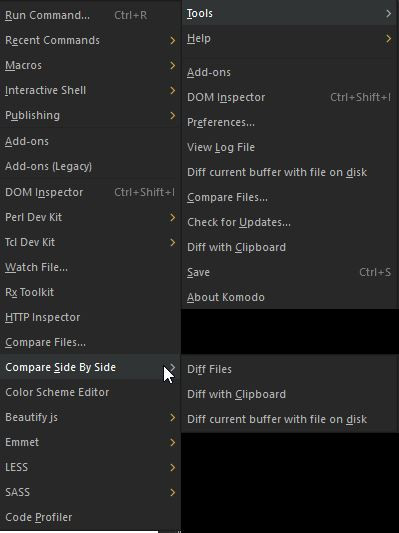 Run Command... Ctrl+R
Recent Commands
Macros
Interactive Shell
Publishing
Add-ons
Add-ons (Legacy)
DOM Inspector Ctrl+Shift+I
Perl Dev Kit
Tcl Dev Kit
Watch File...
Rx Toolkit
HTTP Inspector
Compare Files...
Compare Side By Side
Color Scheme Editor
Beautify js
Emmet
LESS
SASS
Code Profiler
Tools
Help
Add-ons
DOM Inspector Ctrl+Shift+I
Preferences...
View Log File
Diff current buffer with file on disk
Compare Files...
Check for Updates...
Diff with Clipboard
Save Ctrl+S
About Komodo
Diff Files
Diff with Clipboard
Diff current buffer with file on disk